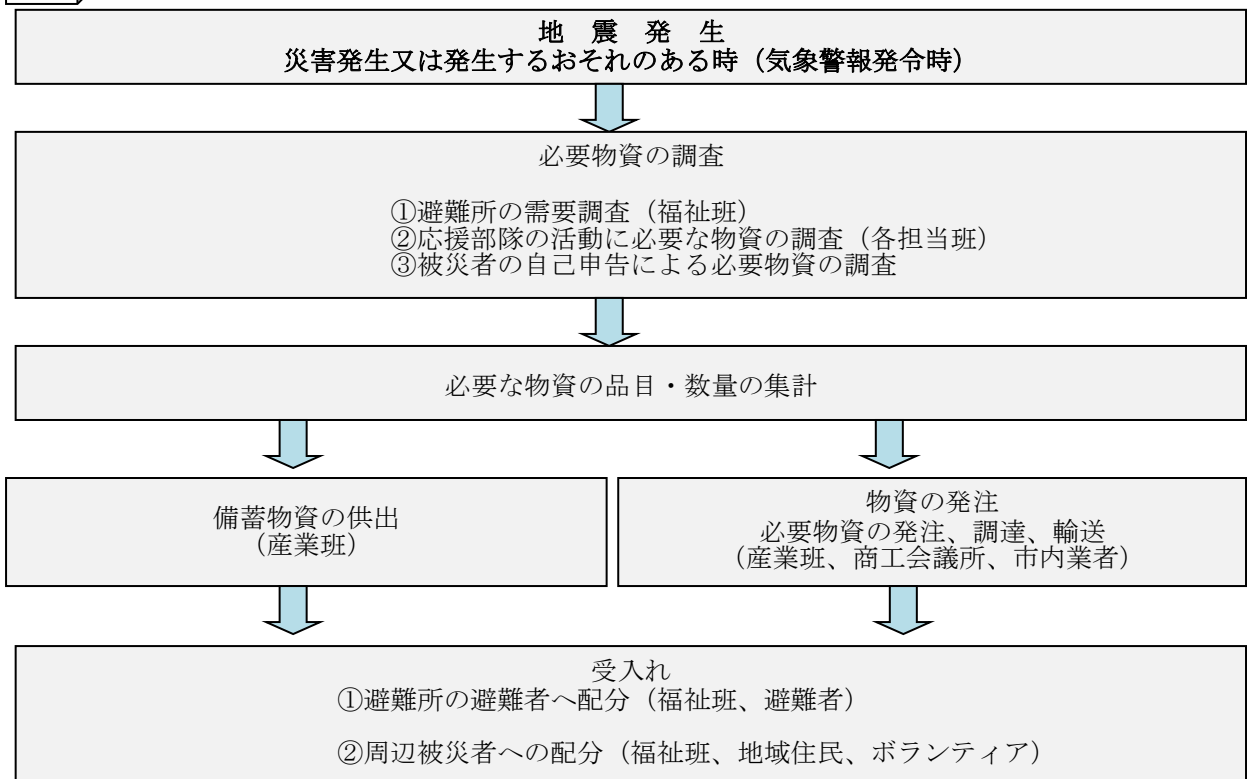 地　震　発　生
災害発生又は発生するおそれのある時（気象警報発令時）
必要物資の調査
①避難所の需要調査（福祉班）
②応援部隊の活動に必要な物資の調査（各担当班）
③被災者の自己申告による必要物資の調査
必要な物資の品目・数量の集計
備蓄物資の供出
（産業班）
物資の発注
必要物資の発注、調達、輸送
（産業班、商工会議所、市内業者）
受入れ
①避難所の避難者へ配分（福祉班、避難者）
②周辺被災者への配分（福祉班、地域住民、ボランティア）